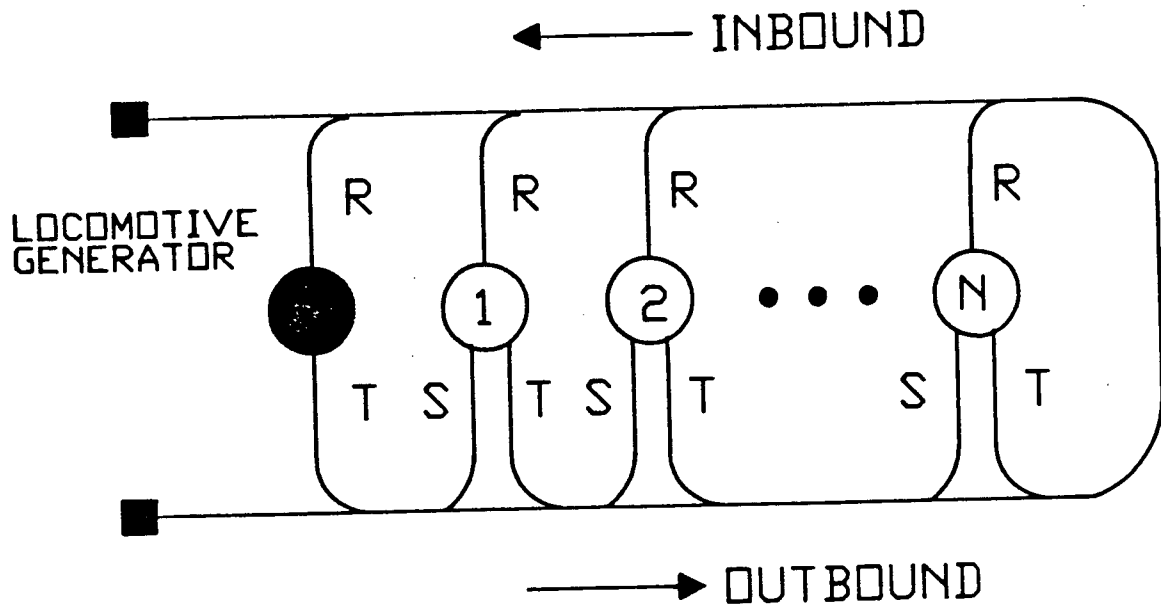 INBOUND
R R R R
LOCOMOTIVE
GENERATOR
1 2 N
T S T S T S T
OUTBOUND